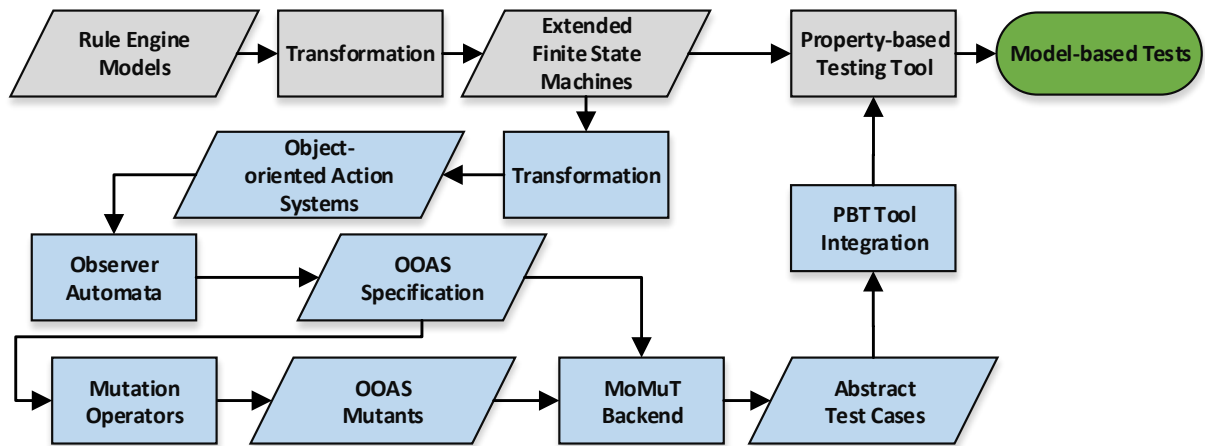 Rule Engine
Models
Transformation
Extended
Finite State
Machines
Property-based
Testing Tool
Model-based Tests
Object-
oriented Action
Systems
Transformation
PBT Tool
Integration
Observer
Automata
OOAS
Specification
Mutation
Operators
OOAS
Mutants
MoMuT
Backend
Abstract
Test Cases